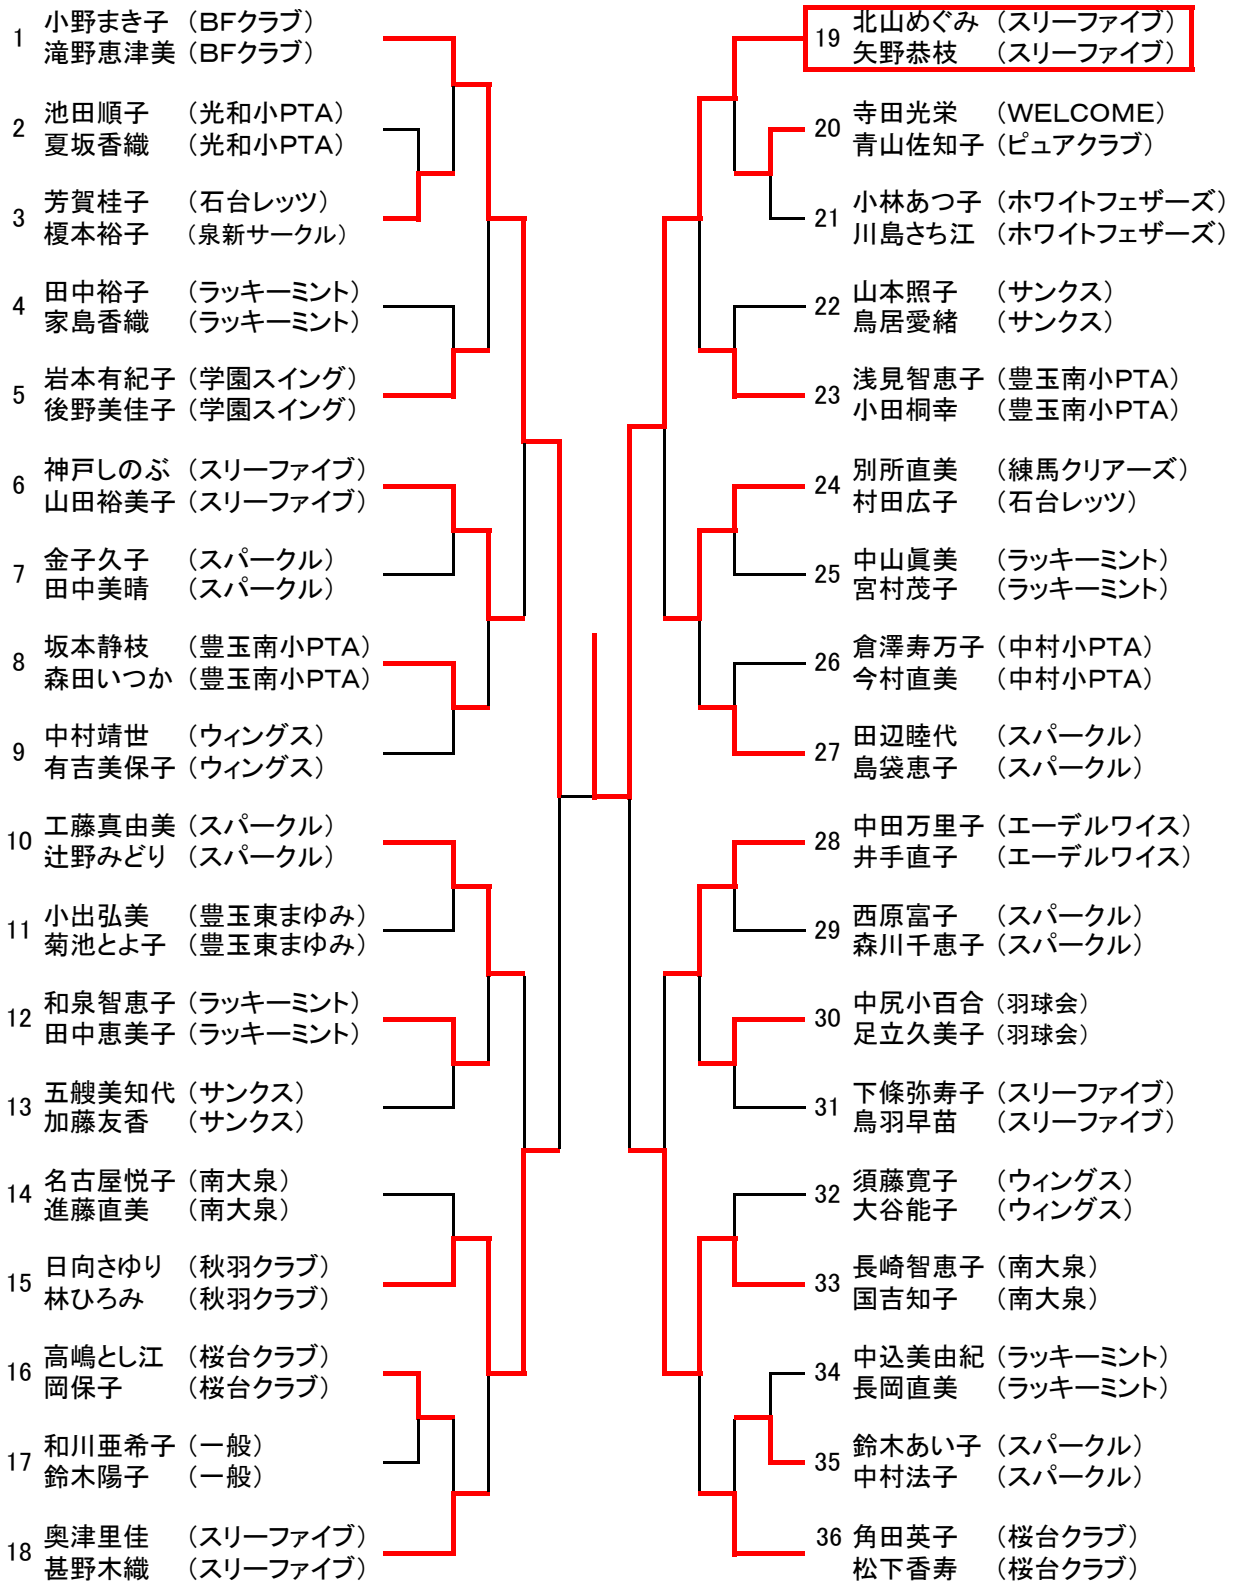 1 小野まき子 (BFクラブ)
滝野恵津美 (BFクラブ)
2 池田順子 (光和小PTA)
夏坂香織 (光和小PTA)
3 芳賀桂子 (石台レッツ)
榎本裕子 (泉新サークル)
4 田中裕子 (ラッキーミント)
家島香織 (ラッキーミント)
5 岩本有紀子 (学園スイング)
後野美佳子 (学園スイング)
6 神戸しのぶ (スリーファイブ)
山田裕美子 (スリーファイブ)
7 金子久子 (スパークル)
田中美晴 (スパークル)
8 坂本静枝 (豊玉南小PTA)
森田いつか (豊玉南小PTA)
9 中村靖世 (ウィングス)
有吉美保子 (ウィングス)
10 工藤真由美 (スパークル)
辻野みどり (スパークル)
11 小出弘美 (豊玉東まゆみ)
菊池とよ子 (豊玉東まゆみ)
12 和泉智恵子 (ラッキーミント)
田中恵美子 (ラッキーミント)
13 五艘美知代 (サンクス)
加藤友香 (サンクス)
14 名古屋悦子 (南大泉)
進藤直美 (南大泉)
15 日向さゆり (秋羽クラブ)
林ひろみ (秋羽クラブ)
16 高嶋とし江 (桜台クラブ)
岡保子 (桜台クラブ)
17 和川亜希子 (一般)
鈴木陽子 (一般)
18 奥津里佳 (スリーファイブ)
甚野木織 (スリーファイブ)
19 北山めぐみ (スリーファイブ)
矢野恭枝 (スリーファイブ)
20 寺田光栄 (WELCOME)
青山佐知子 (ピュアクラブ)
21 小林あつ子 (ホワイトフェザーズ)
川島さち江 (ホワイトフェザーズ)
22 山本照子 (サンクス)
鳥居愛緒 (サンクス)
23 浅見智恵子 (豊玉南小PTA)
小田桐幸 (豊玉南小PTA)
24 別所直美 (練馬クリアーズ)
村田広子 (石台レッツ)
25 中山眞美 (ラッキーミント)
宮村茂子 (ラッキーミント)
26 倉澤寿万子 (中村小PTA)
今村直美 (中村小PTA)
27 田辺睦代 (スパークル)
島袋恵子 (スパークル)
28 中田万里子 (エーデルワイス)
井手直子 (エーデルワイス)
29 西原富子 (スパークル)
森川千恵子 (スパークル)
30 中尻小百合 (羽球会)
足立久美子 (羽球会)
31 下條弥寿子 (スリーファイブ)
鳥羽早苗 (スリーファイブ)
32 須藤寛子 (ウィングス)
大谷能子 (ウィングス)
33 長崎智恵子 (南大泉)
国吉知子 (南大泉)
34 中込美由紀 (ラッキーミント)
長岡直美 (ラッキーミント)
35 鈴木あい子 (スパークル)
中村法子 (スパークル)
36 角田英子 (桜台クラブ)
松下香寿 (桜台クラブ)